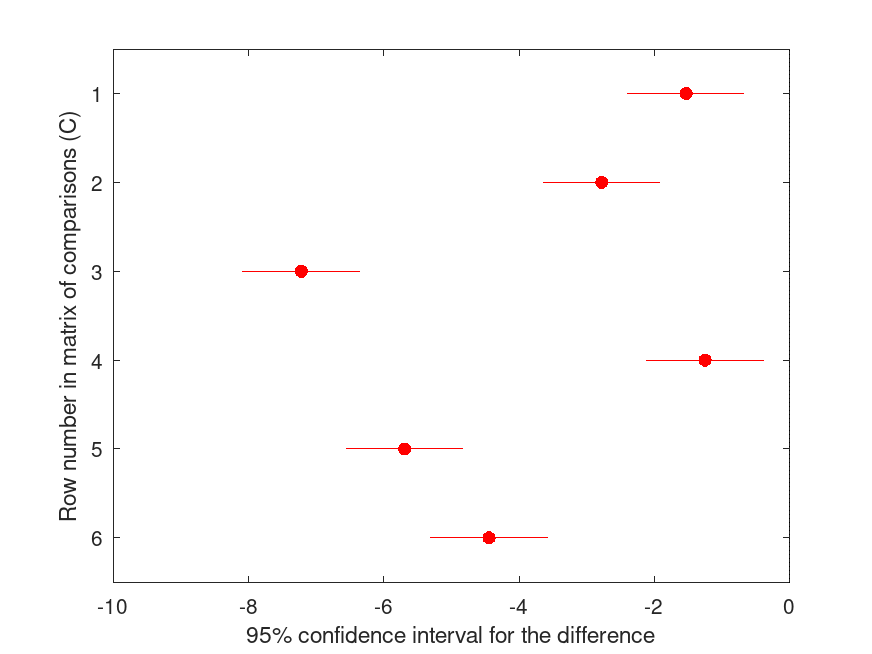 Row number in matrix of comparisons (C)
1
2
3
4
5
6
-10 -8 -6 -4 -2 0
95% confidence interval for the difference